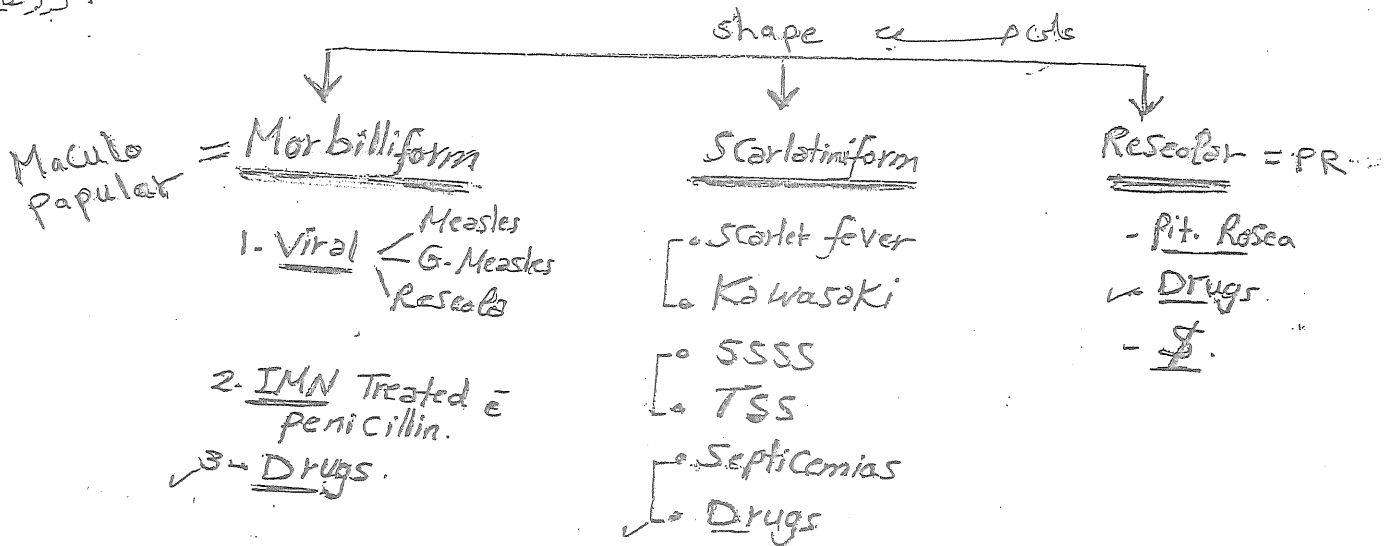 shape
Maculo papular = Morbilliform
Scarlatiniform
Roseolar = PR
1- Viral
Measles
G-Measles
Roseola
2- IMN Treated c̄
penicillin.
3- Drugs.
Scarlet fever
Kawasaki
SSSS
TSS
Septicemias
Drugs
- Pit. Rosea
- Drugs.
- $.